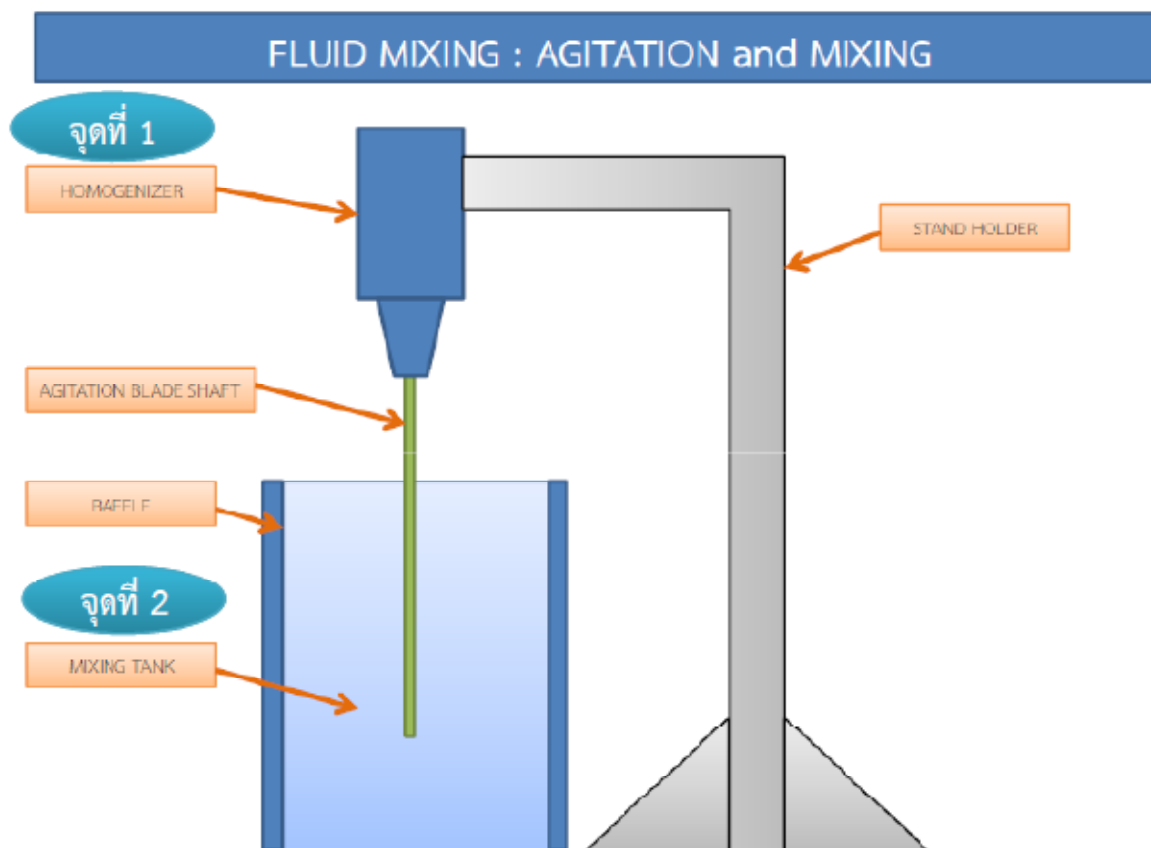 FLUID MIXING : AGITATION and MIXING
จุดที่ 1
HOMOGENIZER
STAND HOLDER
AGITATION BLADE SHAFT
BAFFLE
จุดที่ 2
MIXING TANK